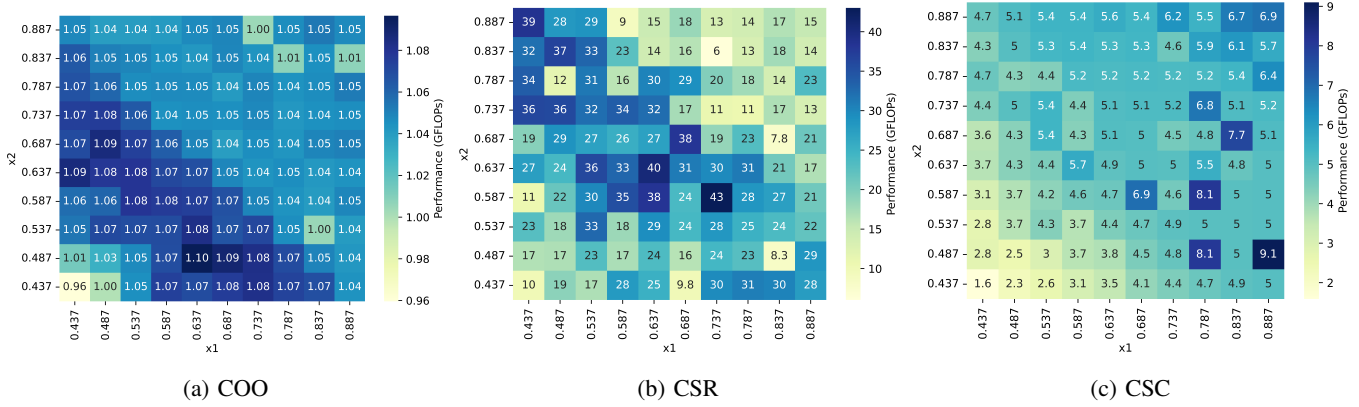 0.887 1.05 1.04 1.04 1.04 1.05 1.05 1.00 1.05 1.05 1.05
0.837 1.06 1.05 1.05 1.05 1.05 1.04 1.05 1.01 1.05 1.01
0.787 1.07 1.06 1.05 1.04 1.05 1.05 1.04 1.04 1.05 1.05
0.737 1.07 1.08 1.06 1.04 1.04 1.05 1.04 1.05 1.04 1.05
0.687 1.07 1.09 1.07 1.06 1.05 1.04 1.04 1.05 1.05 1.05
0.637 1.09 1.08 1.08 1.07 1.07 1.05 1.04 1.04 1.04 1.05
0.587 1.06 1.06 1.08 1.08 1.07 1.07 1.05 1.04 1.05 1.05
0.537 1.05 1.07 1.07 1.07 1.08 1.07 1.07 1.05 1.00 1.04
0.487 1.01 1.03 1.05 1.07 1.10 1.09 1.08 1.07 1.05 1.04
0.437 0.96 1.00 1.05 1.07 1.07 1.08 1.08 1.07 1.07 1.04
0.437 0.487 0.537 0.587 0.637 0.687 0.737 0.787 0.837 0.887
x1
x2
1.08
1.06
1.04
1.02
1.00
0.98
0.96
Performance (GFLOPs)
(a) COO
0.887 39 28 29 9 15 18 13 14 17 15
0.837 32 37 33 23 14 16 6 13 18 14
0.787 34 12 31 16 30 29 20 18 14 23
0.737 36 36 32 34 32 17 11 11 17 13
0.687 19 29 27 26 27 38 19 23 7.8 21
0.637 27 24 36 33 40 31 30 31 21 17
0.587 11 22 30 35 38 24 43 28 27 21
0.537 23 18 33 18 29 24 28 25 24 22
0.487 17 17 23 24 27 16 24 23 8.3 29
0.437 10 19 17 28 25 9.8 30 31 30 28
0.437 0.487 0.537 0.587 0.637 0.687 0.737 0.787 0.837 0.887
x1
x2
40
35
30
25
20
15
10
Performance (GFLOPs)
(b) CSR
0.887 4.7 5.1 5.4 5.4 5.6 5.4 6.2 5.5 6.7 6.9
0.837 4.3 5 5.3 5.3 5.3 5.3 4.6 5.9 6.1 5.7
0.787 4.7 4.3 4.4 5.2 5.2 5.2 5.2 5.2 5.4 6.4
0.737 4.4 5 5.4 4.4 5.1 5.2 5.2 6.8 5.1 5.2
0.687 3.6 4.3 5.4 4.3 5.1 5 4.5 4.8 7.7 5.1
0.637 3.7 4.3 4.4 5.7 4.9 5 5 5.5 4.8 5
0.587 3.1 3.7 4.2 4.6 4.7 6.9 4.6 8.1 5 5
0.537 2.8 3.7 4.3 3.7 4.4 4.7 4.9 5 5 5
0.487 2.8 2.5 3 3.7 3.8 4.5 4.8 8.1 5 9.1
0.437 1.6 2.3 2.6 3.1 3.5 4.1 4.4 4.7 4.9 5
0.437 0.487 0.537 0.587 0.637 0.687 0.737 0.787 0.837 0.887
x1
x2
9
8
7
6
5
4
3
2
Performance (GFLOPs)
(c) CSC